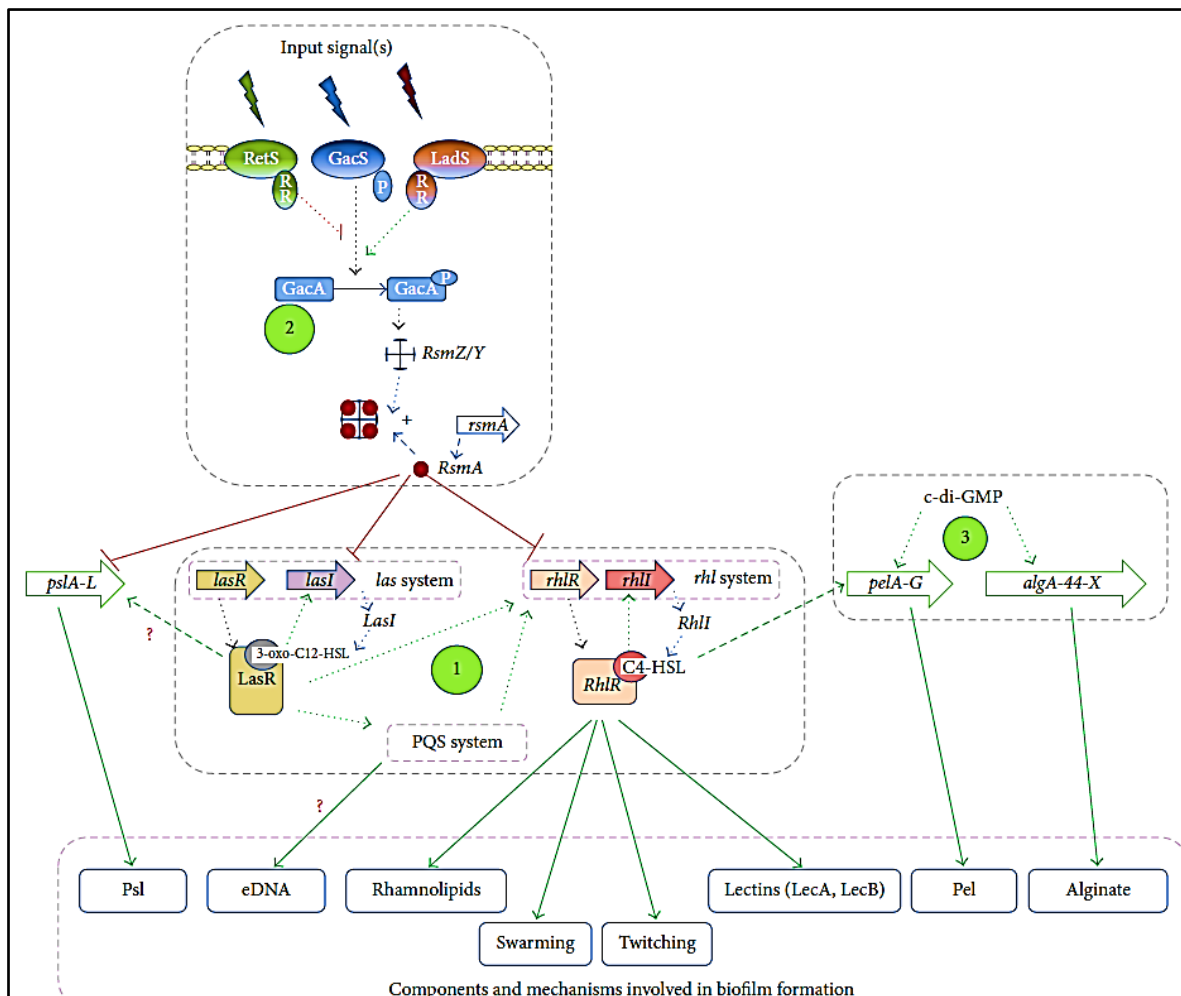 Input signal(s)
RetS
GacS
LadS
R
R
P
R
R
GacA
GacA
P
2
RsmZ/Y
+
rsmA
RsmA
c-di-GMP
3
pslA-L
lasR
lasI
las system
rhlR
rhlI
rhl system
pelA-G
algA-44-X
LasI
RhlI
?
3-oxo-C12-HSL
LasR
1
C4-HSL
RhlR
PQS system
?
Psl
eDNA
Rhamnolipids
Lectins (LecA, LecB)
Pel
Alginate
Swarming
Twitching
Components and mechanisms involved in biofilm formation